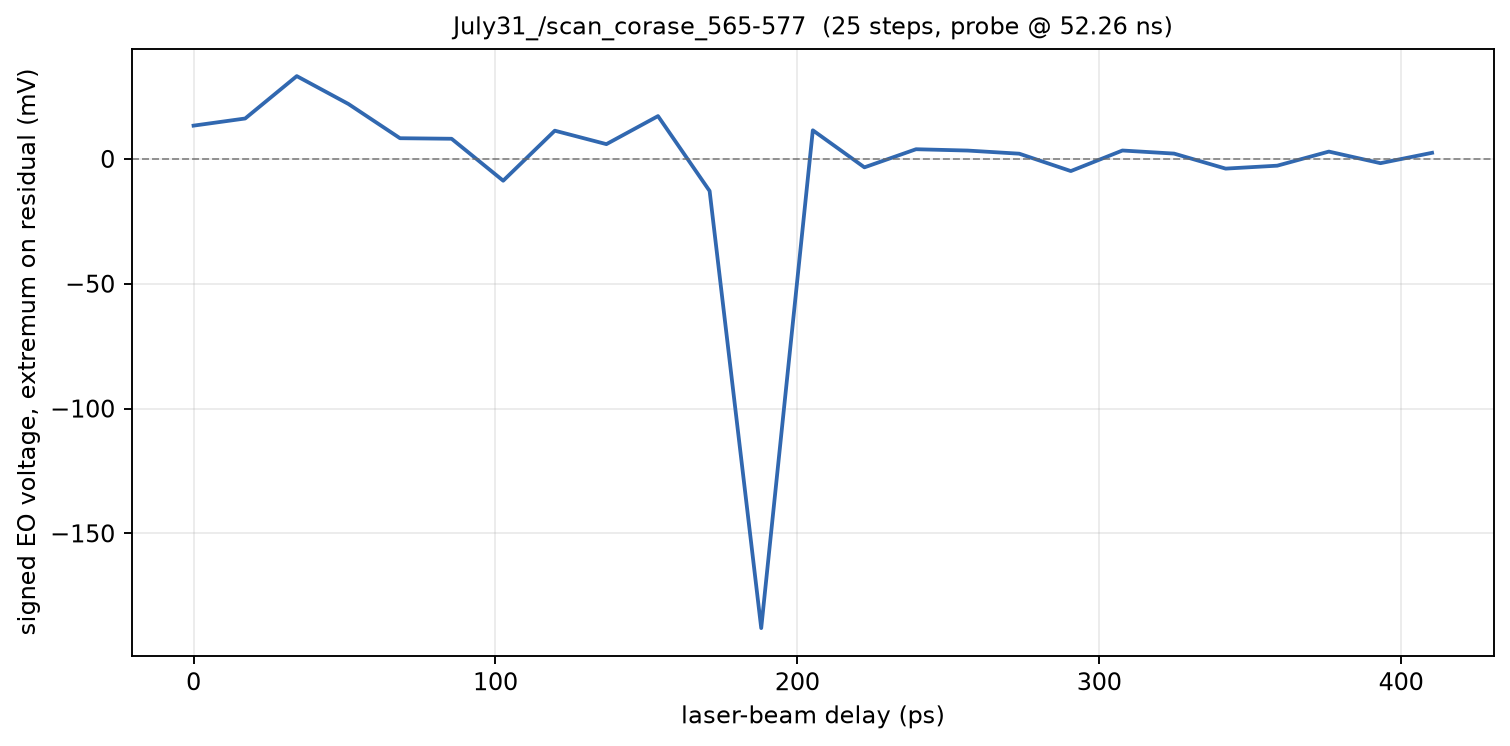 July31_/scan_corase_565-577  (25 steps, probe @ 52.26 ns)
signed EO voltage, extremum on residual (mV)
0
−50
−100
−150
0 100 200 300 400
laser-beam delay (ps)